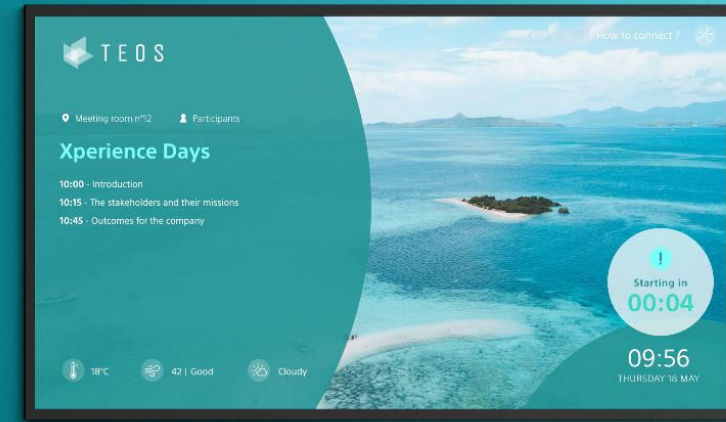 TEOS
How to connect ?
Meeting room n°12
Participants
Xperience Days
10:00 - Introduction
10:15 - The stakeholders and their missions
10:45 - Outcomes for the company
!
Starting in
00:04
09:56
THURSDAY 18 MAY
18°C
42 | Good
Cloudy